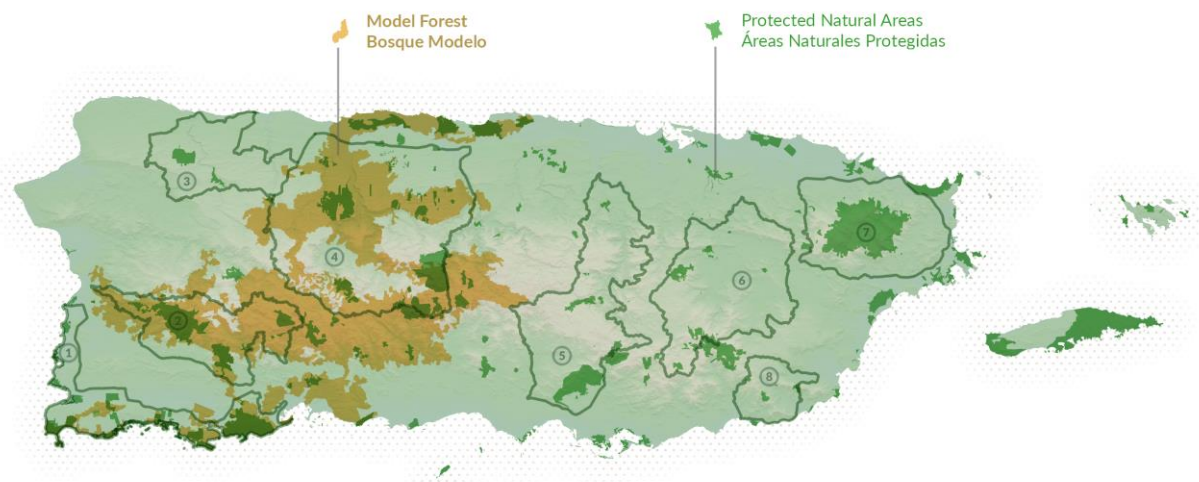 Model Forest
Bosque Modelo
Protected Natural Areas
Áreas Naturales Protegidas
3
7
4
6
2
1
5
8